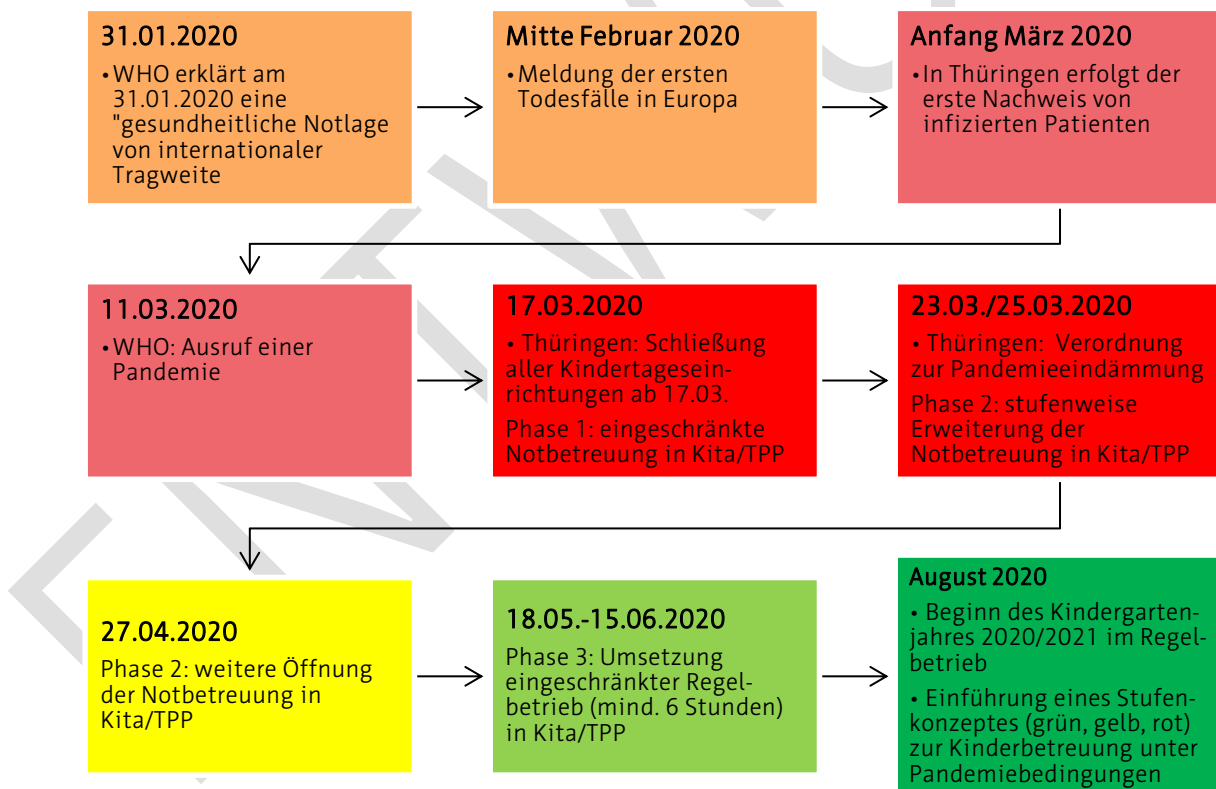 31.01.2020
•WHO erklärt am
31.01.2020 eine
"gesundheitliche Notlage
von internationaler
Tragweite
Mitte Februar 2020
•Meldung der ersten
Todesfälle in Europa
Anfang März 2020
•In Thüringen erfolgt der
erste Nachweis von
infizierten Patienten
11.03.2020
•WHO: Ausruf einer
Pandemie
17.03.2020
• Thüringen: Schließung
aller Kindertagesein-
richtungen ab 17.03.
Phase 1: eingeschränkte
Notbetreuung in Kita/TPP
23.03./25.03.2020
• Thüringen: Verordnung
zur Pandemieeindämmung
Phase 2: stufenweise
Erweiterung der
Notbetreuung in Kita/TPP
27.04.2020
Phase 2: weitere Öffnung
der Notbetreuung in
Kita/TPP
18.05.-15.06.2020
Phase 3: Umsetzung
eingeschränkter Regel-
betrieb (mind. 6 Stunden)
in Kita/TPP
August 2020
• Beginn des Kindergarten-
jahres 2020/2021 im Regel-
betrieb
• Einführung eines Stufen-
konzeptes (grün, gelb, rot)
zur Kinderbetreuung unter
Pandemiebedingungen